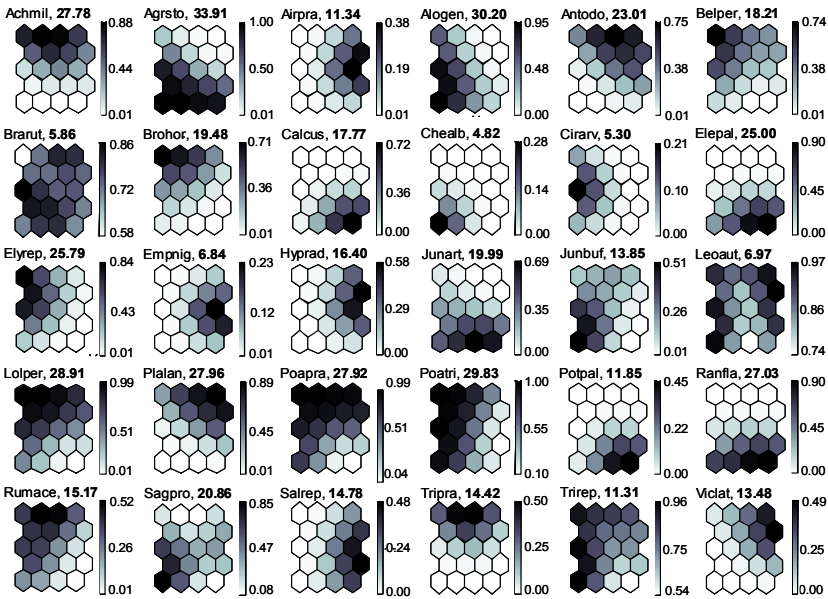 Achmil, 27.78 Agrsto, 33.91 Airpra, 11.34 Alogen, 30.20 Antodo, 23.01 Belper, 18.21
0.88 1.00 0.38 0.95 0.75 0.74
0.44 0.50 0.19 0.48 0.38 0.38
0.01 0.01 0.01 0.01 0.01 0.01
Brarut, 5.86 Brohor, 19.48 Calcus, 17.77 Chealb, 4.82 Cirarv, 5.30 Elepal, 25.00
0.86 0.71 0.72 0.28 0.21 0.90
0.72 0.36 0.36 0.14 0.10 0.45
0.58 0.01 0.00 0.00 0.00 0.00
Elyrep, 25.79 Empnig, 6.84 Hyprad, 16.40 Junart, 19.99 Junbuf, 13.85 Leoaut, 6.97
0.84 0.23 0.58 0.69 0.51 0.97
0.43 0.12 0.29 0.35 0.26 0.86
0.01 0.01 0.00 0.00 0.01 0.74
Lolper, 28.91 Plalan, 27.96 Poapra, 27.92 Poatri, 29.83 Potpal, 11.85 Ranfla, 27.03
0.99 0.89 0.99 1.00 0.45 0.90
0.51 0.45 0.51 0.55 0.22 0.45
0.01 0.01 0.04 0.10 0.00 0.00
Rumace, 15.17 Sagpro, 20.86 Salrep, 14.78 Tripra, 14.42 Trirep, 11.31 Viclat, 13.48
0.52 0.85 0.48 0.50 0.96 0.49
0.26 0.47 0.24 0.25 0.75 0.25
0.01 0.08 0.00 0.00 0.54 0.00